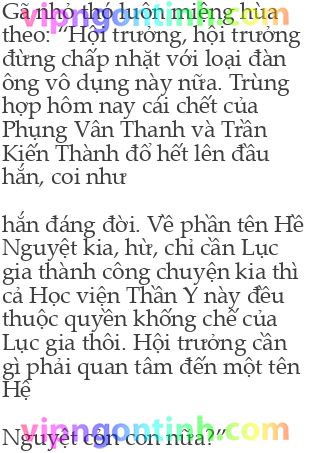 Gã nhỏ thó luôn miệng hùa
theo: “Hội trưởng, hội trưởng
đừng chấp nhặt với loại đàn
ông vô dụng này nữa. Trùng
hợp hôm nay cái chết của
Phụng Vân Thanh và Trần
Kiến Thành đổ hết lên đầu
hắn, coi như
hắn đáng đời. Về phần tên Hề
Nguyệt kia, hừ, chỉ cần Lục
gia thành công chuyện kia thì
cả Học viện Thần Y này đều
thuộc quyền khống chế của
Lục gia thôi. Hội trưởng cần
gì phải quan tâm đến một tên
Hệ
vipngontinh.com
Nguyệt cỏn con nữa?”